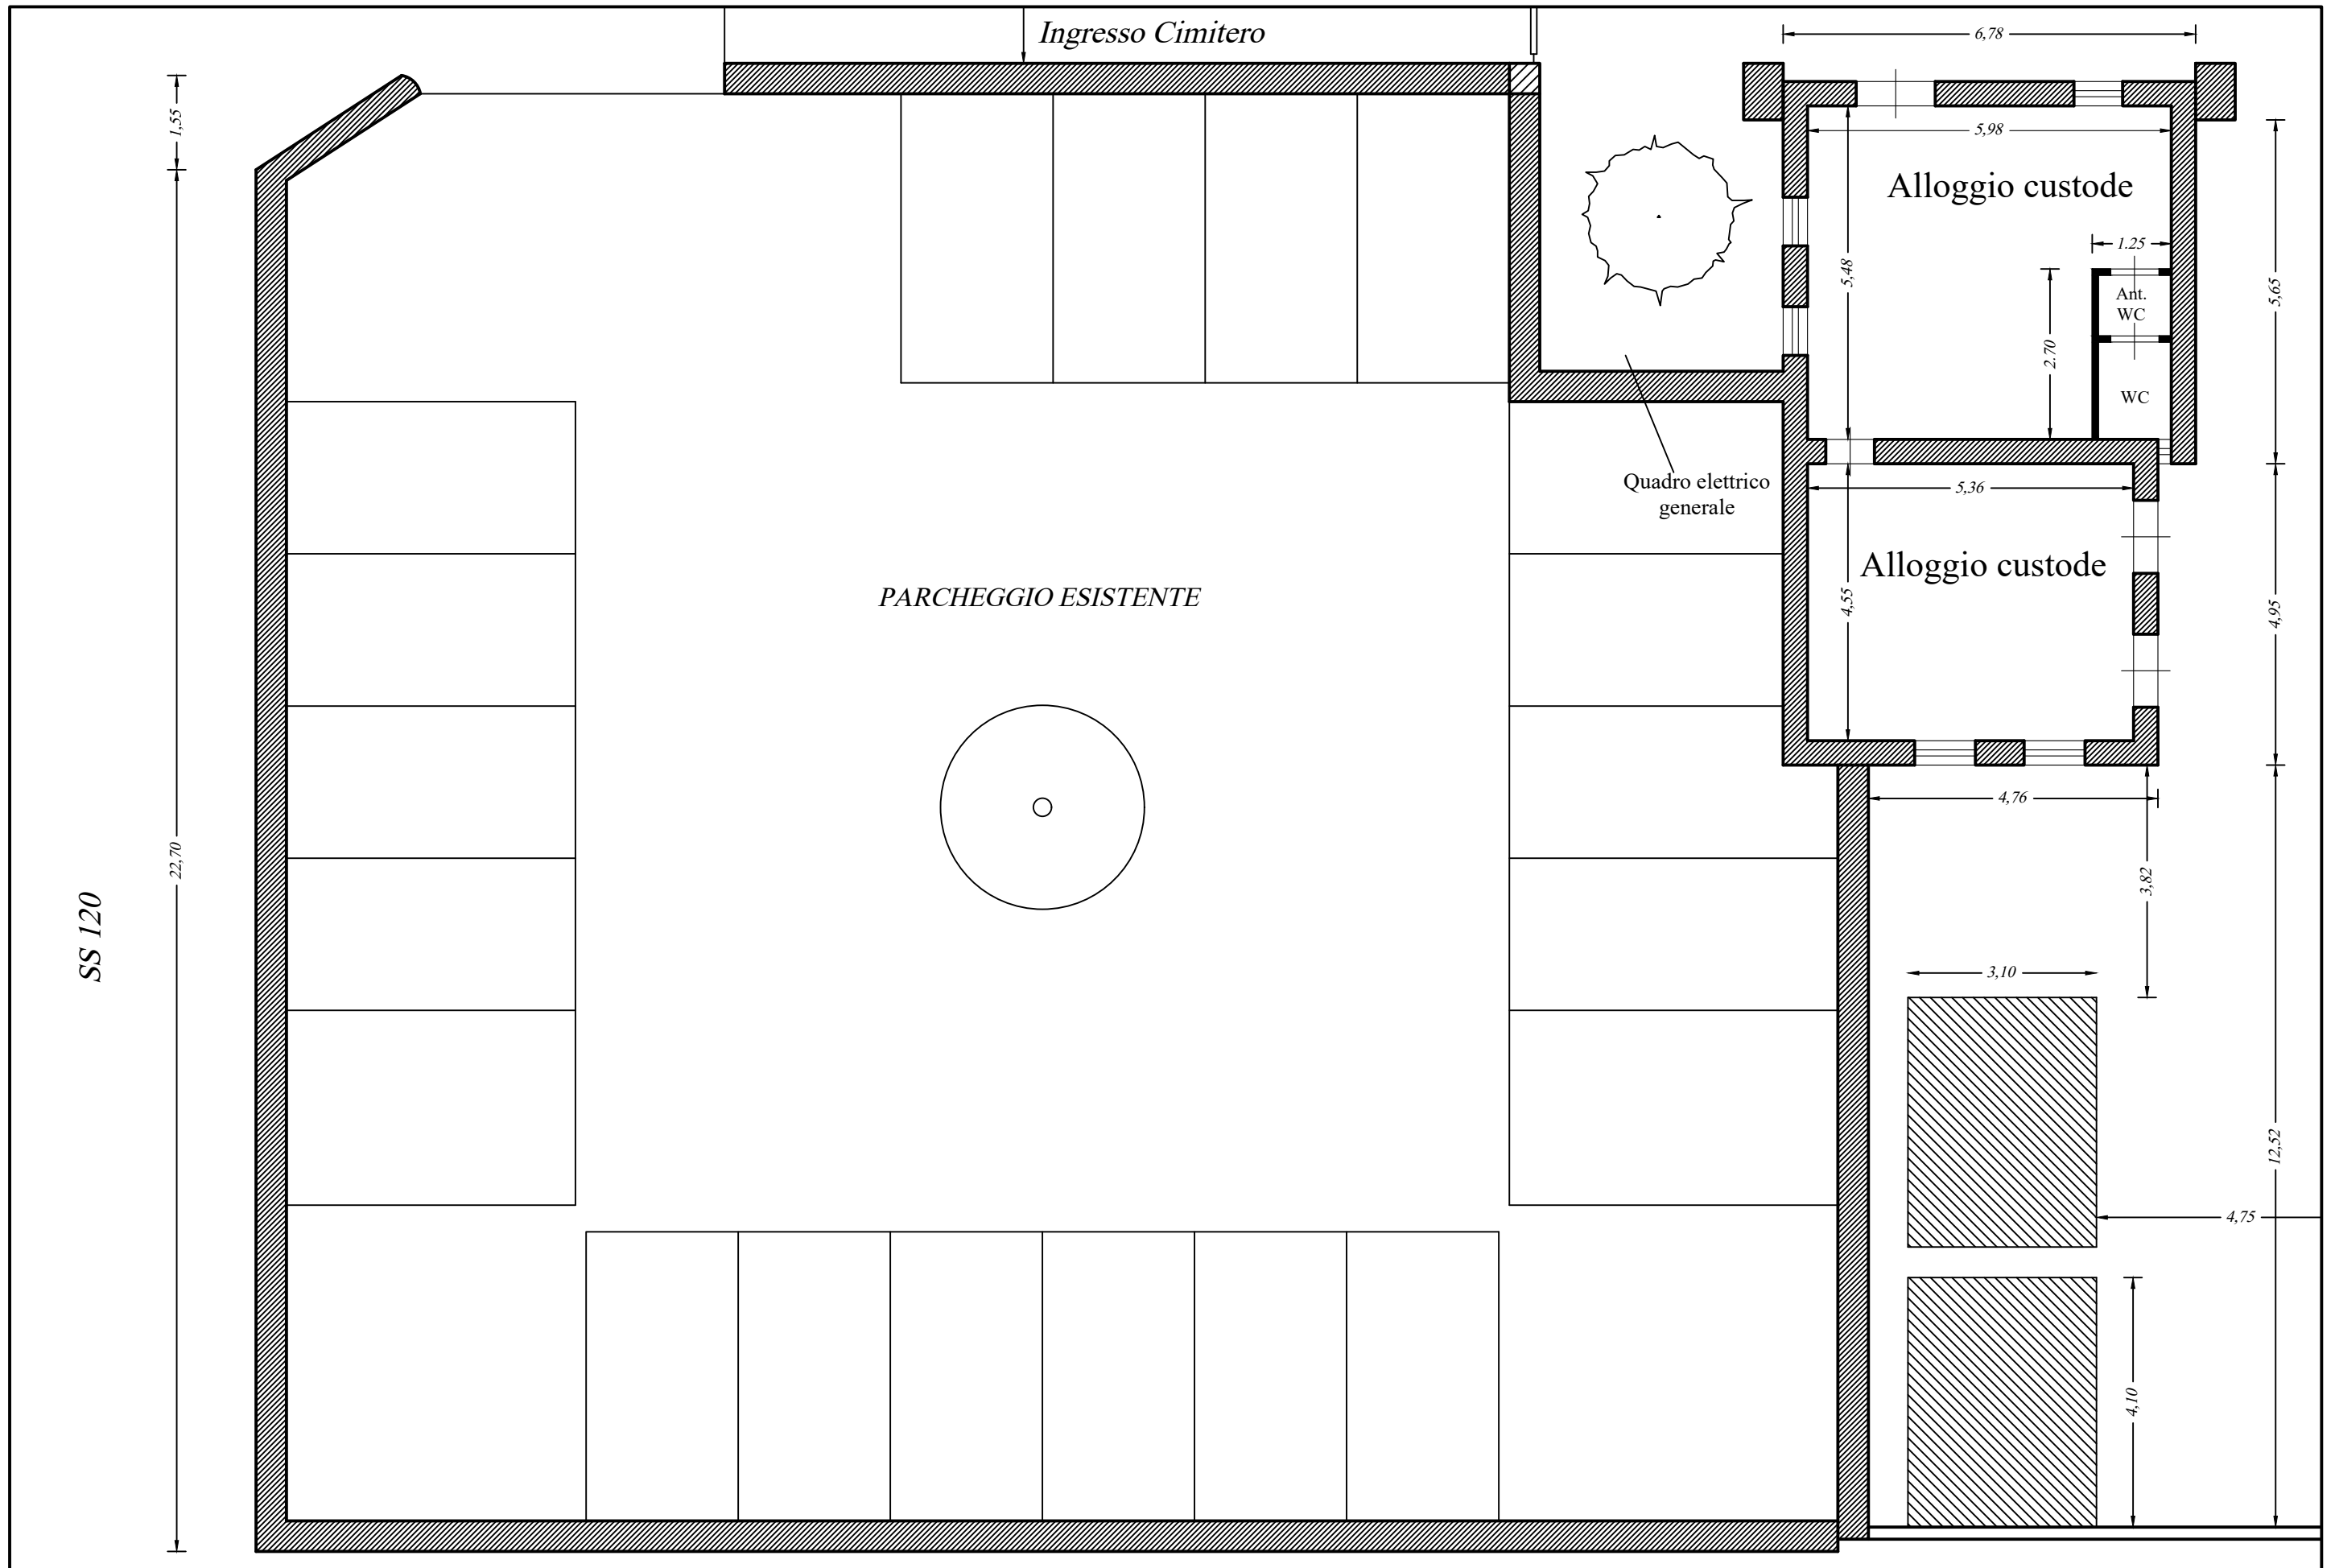 Ingresso Cimitero
6,78
1,55
5,98
Alloggio custode
1.25
5,48
5,65
Ant.
WC
2.70
WC
Quadro elettrico
generale
5,36
Alloggio custode
4,55
4,95
PARCHEGGIO ESISTENTE
4,76
22,70
3,82
SS 120
3,10
12,52
4,75
4,10